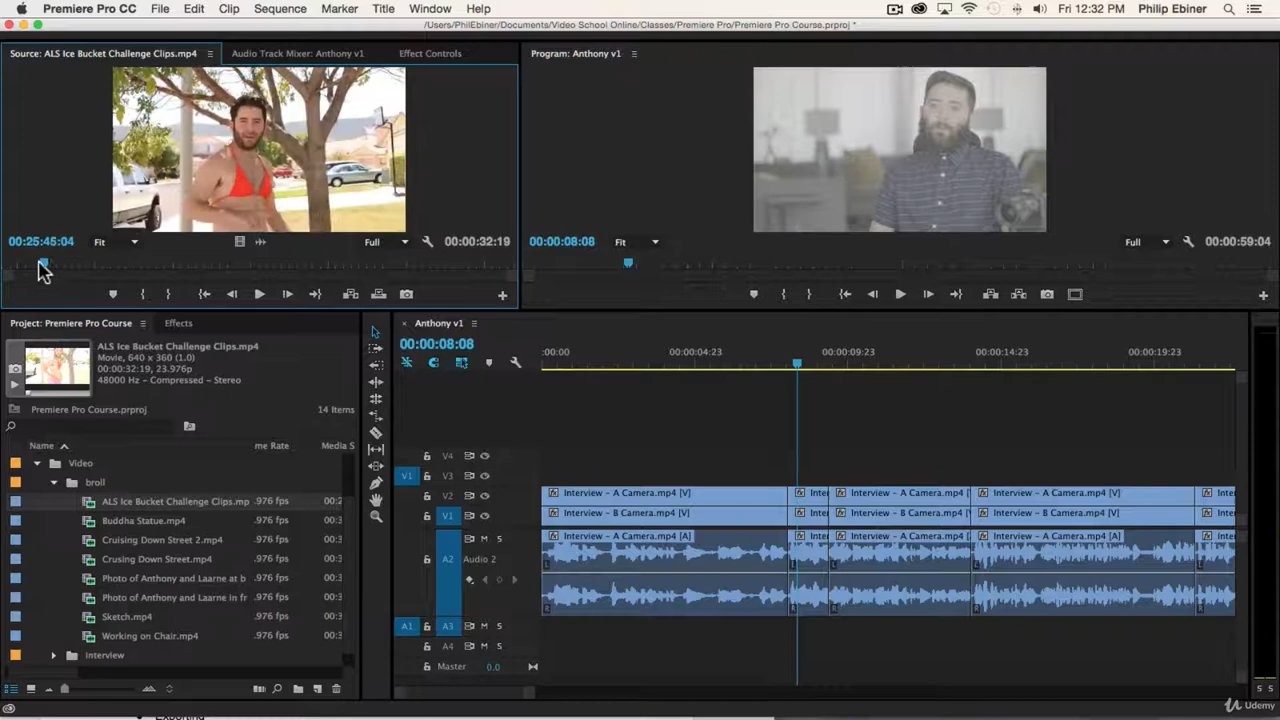 Premiere Pro CC File Edit Clip Sequence Marker Title Window Help Fri 12:32 PM Philip Ebiner
/Users/PhilEbiner/Documents/Video School Online/Classes/Premiere Pro/Premiere Pro Course.prproj *
Source: ALS Ice Bucket Challenge Clips.mp4 Audio Track Mixer: Anthony v1 Effect Controls Program: Anthony v1
00:25:45:04 Fit Full 00:00:32:19 00:00:08:08 Fit Full 00:00:59:04
Project: Premiere Pro Course Effects
ALS Ice Bucket Challenge Clips.mp4
Movie, 640 x 360 (1.0)
00:00:32:19, 23.976p
48000 Hz - Compressed - Stereo
Premiere Pro Course.prproj 14 Items
Name me Rate Media S
Video
broll
ALS Ice Bucket Challenge Clips.mp .976 fps 00:2
Buddha Statue.mp4 .976 fps 00:3
Cruising Down Street 2.mp4 .976 fps 00:3
Crusing Down Street.mp4 .976 fps 00:3
Photo of Anthony and Laarne at b .976 fps 00:3
Photo of Anthony and Laarne in fr .976 fps 00:3
Sketch.mp4 .976 fps 00:3
Working on Chair.mp4 .976 fps 00:3
interview
Anthony v1
00:00:08:08
:00:00 00:00:04:23 00:00:09:23 00:00:14:23 00:00:19:23
V4
V1 V3
V2 Interview - A Camera.mp4 [V] Inte Interview - A Camera.mp4 [ Interview - A Camera.mp4 [V] Inte
V1 Interview - B Camera.mp4 [V] Inte Interview - B Camera.mp4 [V Interview - B Camera.mp4 [V] Inte
M S Interview - A Camera.mp4 [A] Inte Interview - A Camera.mp4 [A Interview - A Camera.mp4 [A] Inte
A2 Audio 2
L L L L L
R R R R R
A1 A3 M S
A4 M S
Master 0.0
S S
Udemy
Exporting